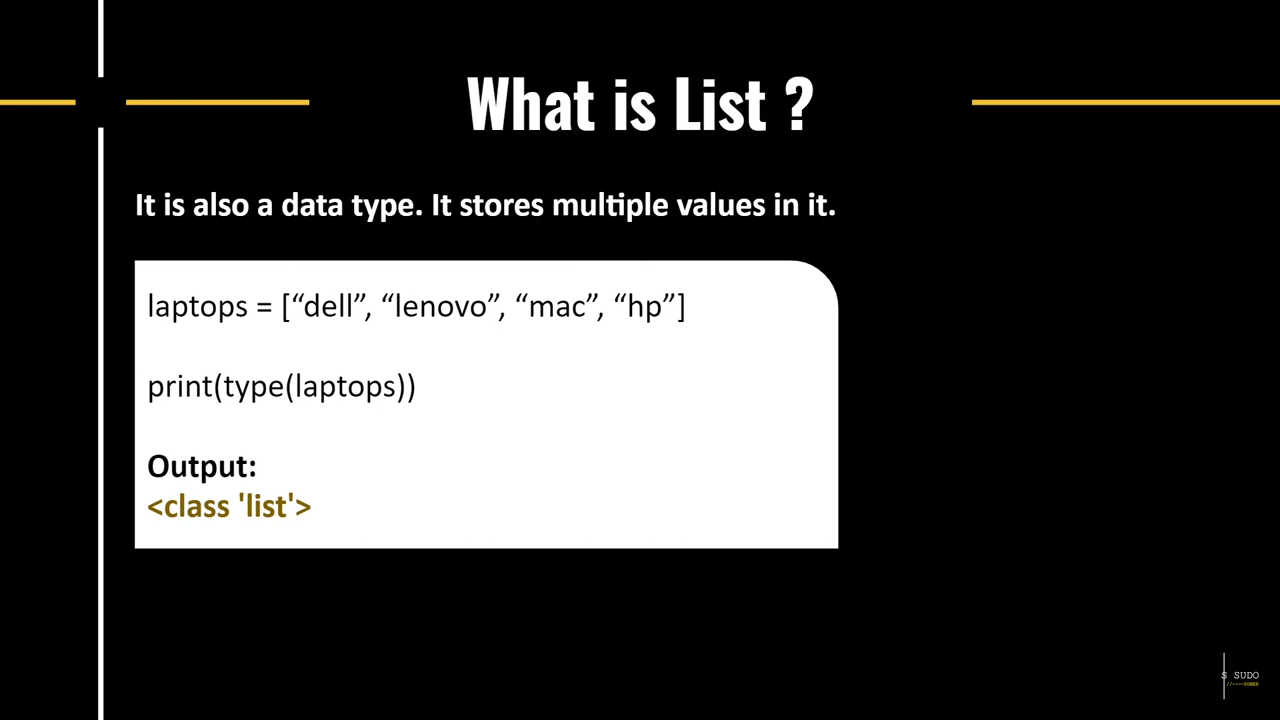 What is List ?
It is also a data type. It stores multiple values in it.
laptops = [“dell”, “lenovo”, “mac”, “hp”]
print(type(laptops))
Output:
<class 'list'>
S SUDO